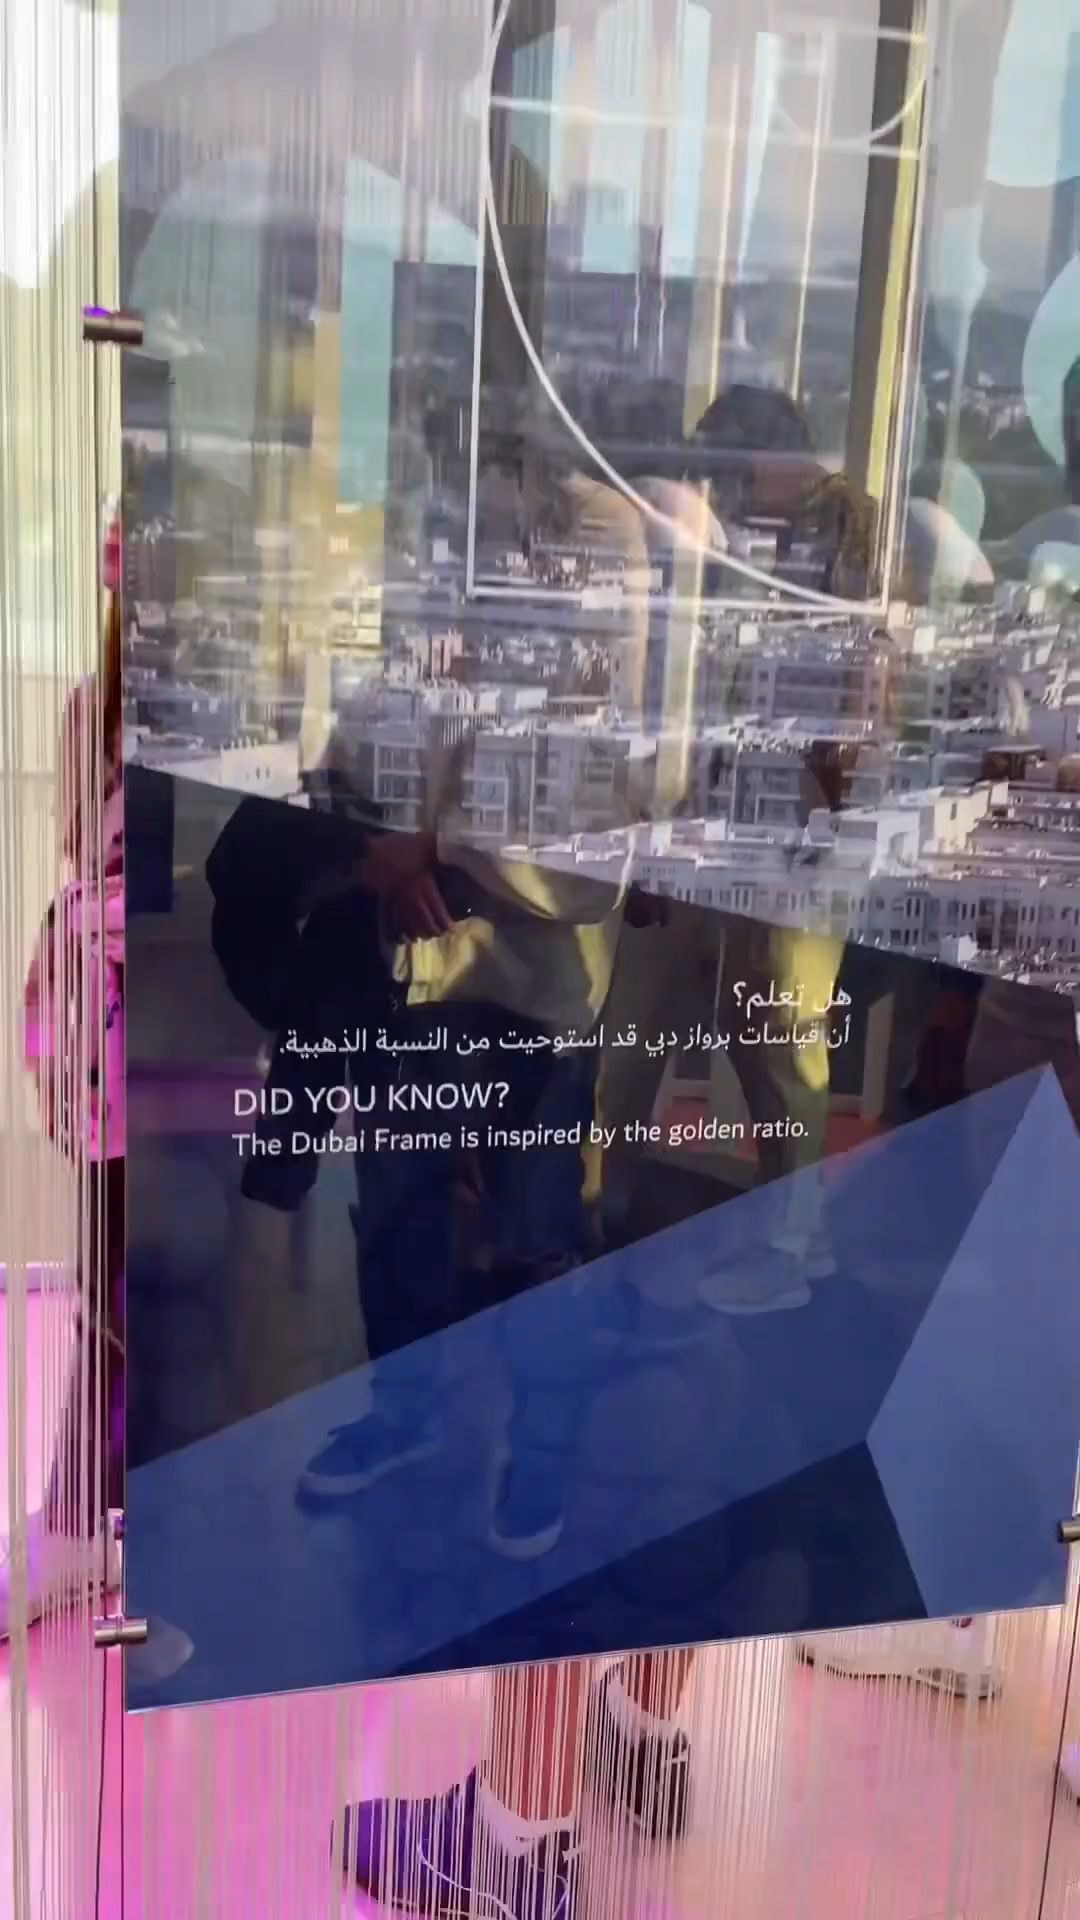 هل تعلم؟
أن قياسات برواز دبي قد استوحيت من النسبة الذهبية.
DID YOU KNOW?
The Dubai Frame is inspired by the golden ratio.